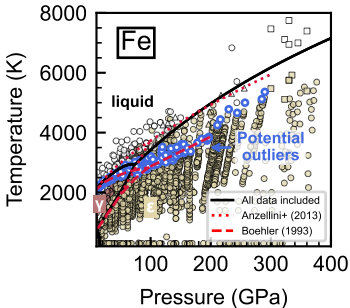 8000
6000
4000
2000
Temperature (K)
Fe
liquid
Potential
outliers
γ
ε
All data included
Anzellini+ (2013)
Boehler (1993)
100
200
300
400
Pressure (GPa)